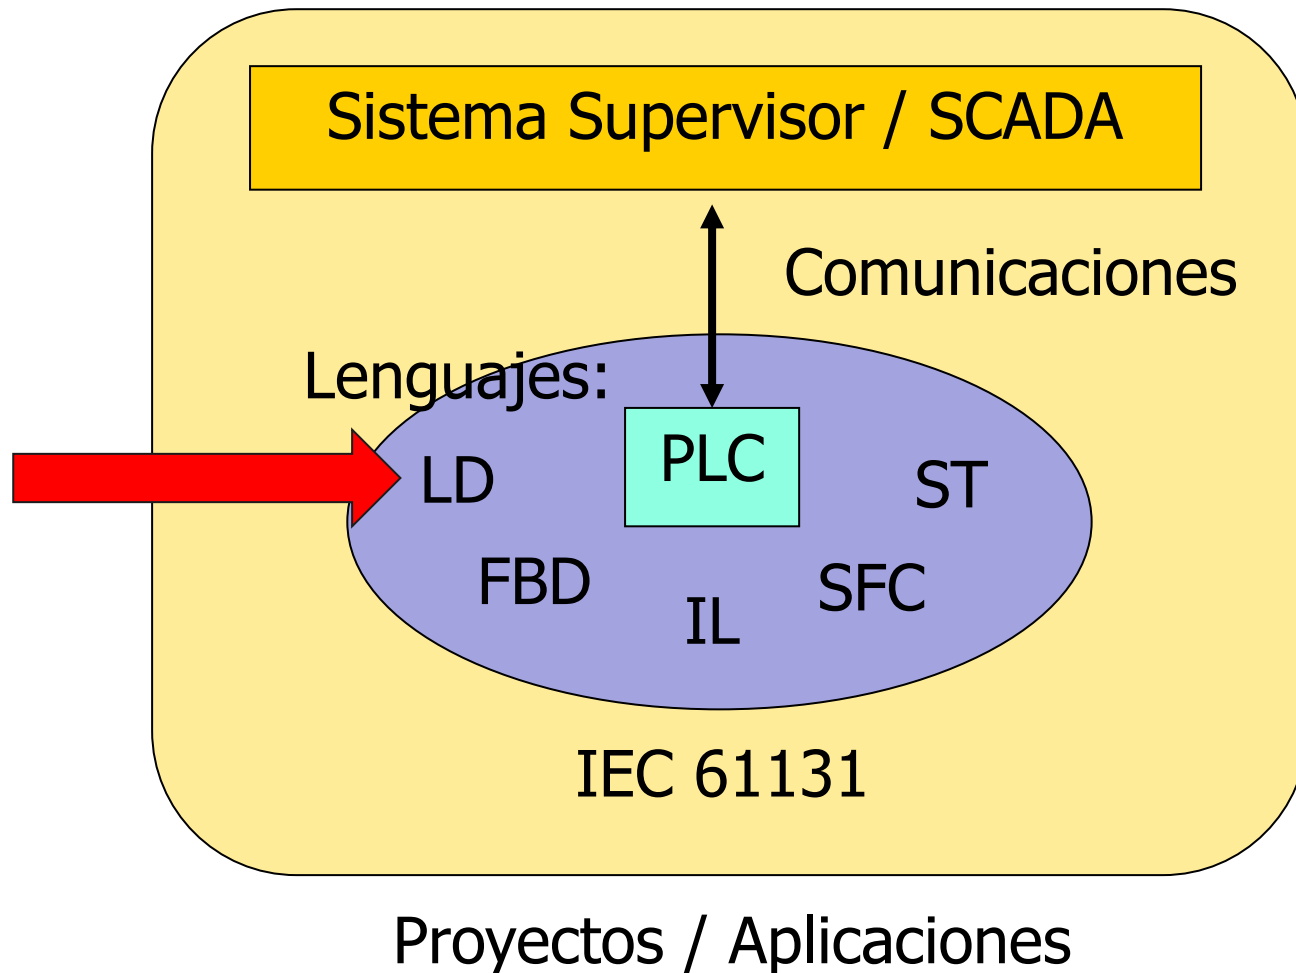 Sistema Supervisor / SCADA
Comunicaciones
Lenguajes:
PLC
LD
ST
FBD
SFC
IL
IEC 61131
Proyectos / Aplicaciones